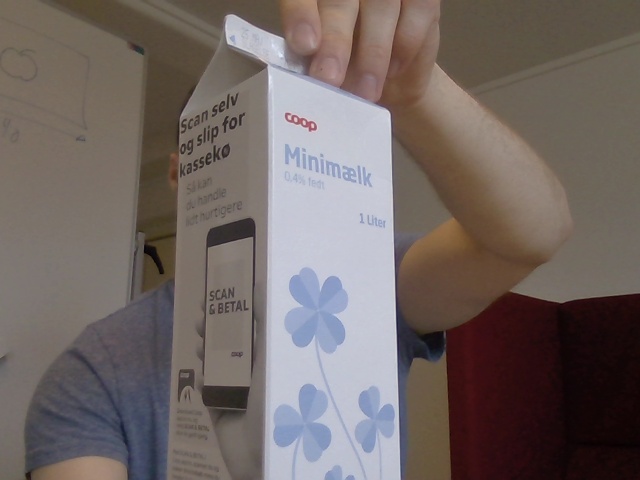 Scan selv
og slip for
kassekø
Så kan
du handle
lidt hurtigere
SCAN
& BETAL
coop
coop
Minimælk
0.4% fedt
1 Liter